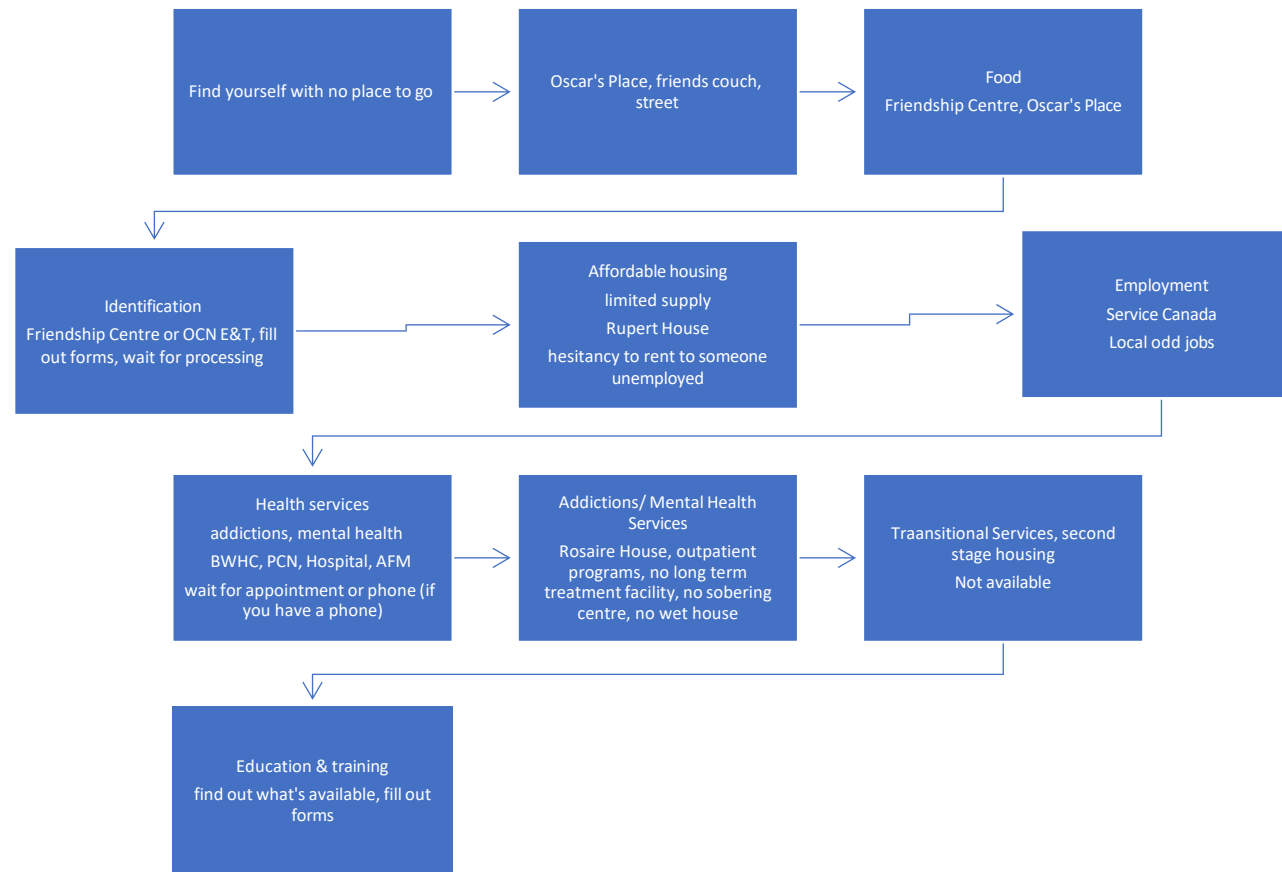 Find yourself with no place to go
Oscar's Place, friends couch,
street
Food
Friendship Centre, Oscar's Place
Identification
Friendship Centre or OCN E&T, fill
out forms, wait for processing
Affordable housing
limited supply
Rupert House
hesitancy to rent to someone
unemployed
Employment
Service Canada
Local odd jobs
Health services
addictions, mental health
BWHC, PCN, Hospital, AFM
wait for appointment or phone (if
you have a phone)
Addictions/ Mental Health
Services
Rosaire House, outpatient
programs, no long term
treatment facility, no sobering
centre, no wet house
Traansitional Services, second
stage housing
Not available
Education & training
find out what's available, fill out
forms